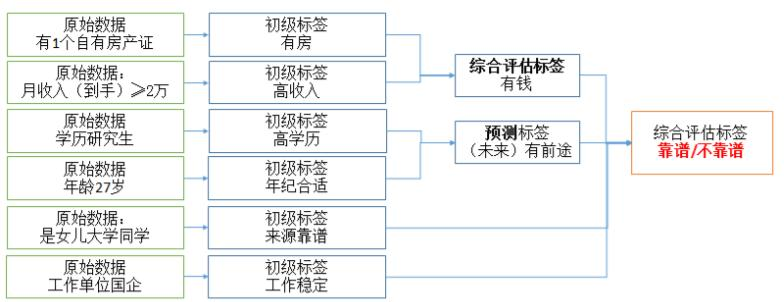 原始数据
有1个自有房产证
初级标签
有房
原始数据：
月收入（到手）≥2万
初级标签
高收入
综合评估标签
有钱
原始数据
学历研究生
初级标签
高学历
预测标签
（未来）有前途
综合评估标签
靠谱/不靠谱
原始数据
年龄27岁
初级标签
年纪合适
原始数据：
是女儿大学同学
初级标签
来源靠谱
原始数据
工作单位国企
初级标签
工作稳定